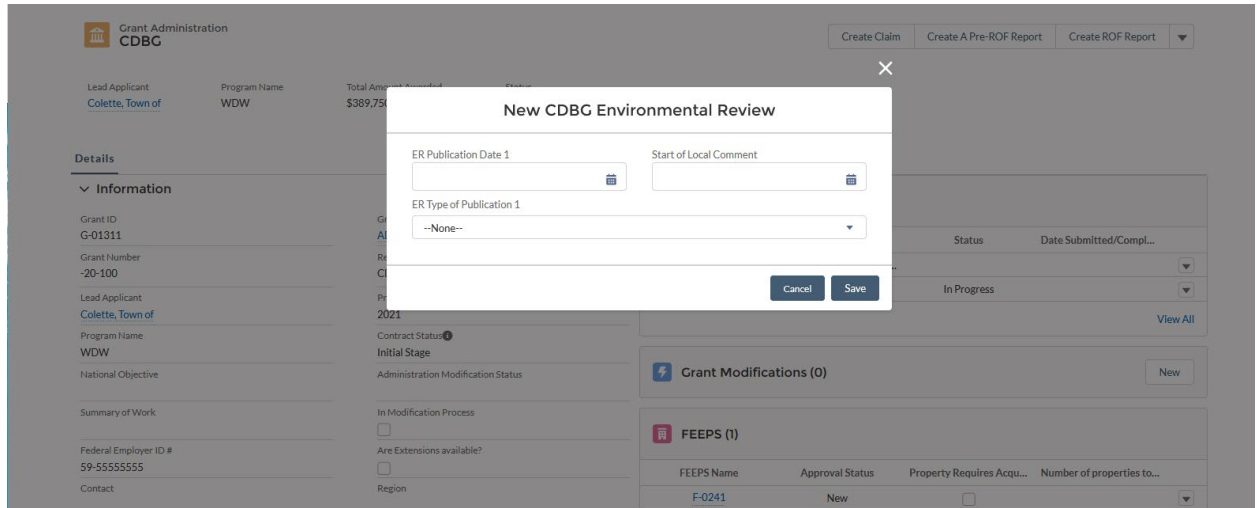 Grant Administration
CDBG
Create Claim
Create A Pre-ROF Report
Create ROF Report
Lead Applicant
Program Name
Total Amount Awarded
Status
Colette, Town of
WDW
$389,750
New CDBG Environmental Review
ER Publication Date 1
Start of Local Comment
ER Type of Publication 1
--None--
Cancel
Save
Details
Information
Grant ID
G-01311
Grant Number
-20-100
Lead Applicant
Colette, Town of
2021
Program Name
Contract Status
WDW
Initial Stage
National Objective
Administration Modification Status
Summary of Work
In Modification Process
Federal Employer ID #
Are Extensions available?
59-55555555
Contact
Region
Status
Date Submitted/Compl...
In Progress
View All
Grant Modifications (0)
New
FEEPS (1)
FEEPS Name
Approval Status
Property Requires Acqu...
Number of properties to...
F-0241
New